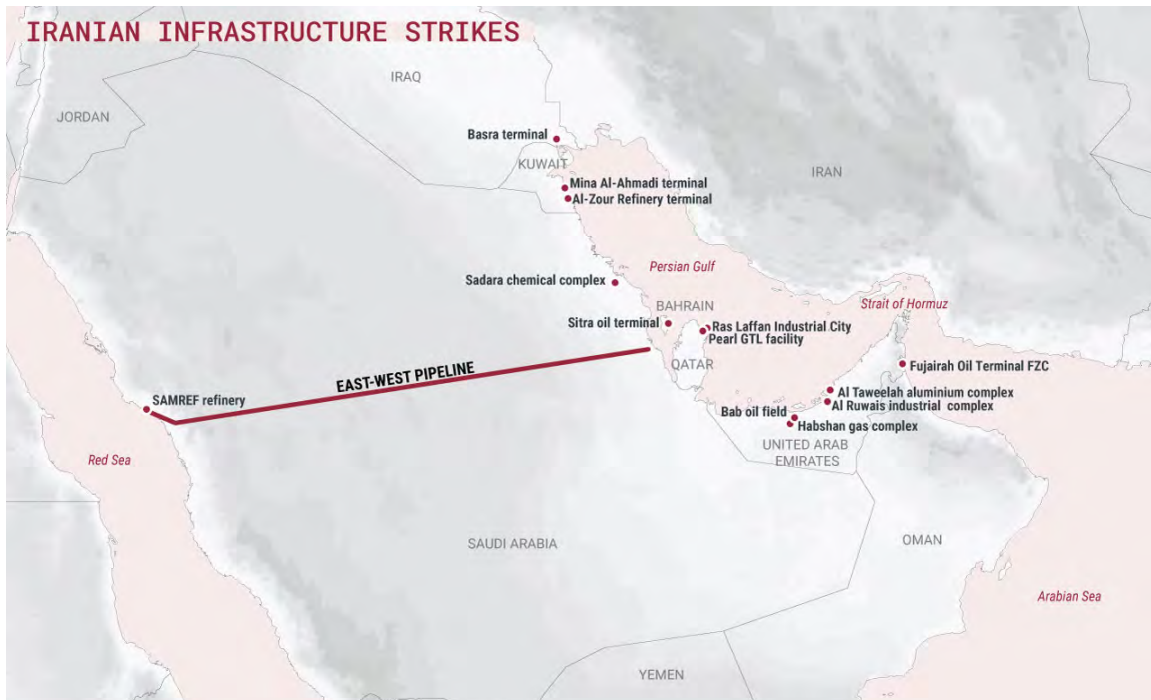 IRANIAN INFRASTRUCTURE STRIKES
IRAQ
JORDAN
Basra terminal
KUWAIT
IRAN
Mina Al-Ahmadi terminal
Al-Zour Refinery terminal
Persian Gulf
Sadara chemical complex
Strait of Hormuz
BAHRAIN
Sitra oil terminal
Ras Laffan Industrial City
Pearl GTL facility
QATAR
Fujairah Oil Terminal FZC
EAST-WEST PIPELINE
SAMREF refinery
Al Taweelah aluminium complex
Al Ruwais industrial complex
Bab oil field
Habshan gas complex
UNITED ARAB
EMIRATES
Red Sea
SAUDI ARABIA
OMAN
Arabian Sea
YEMEN